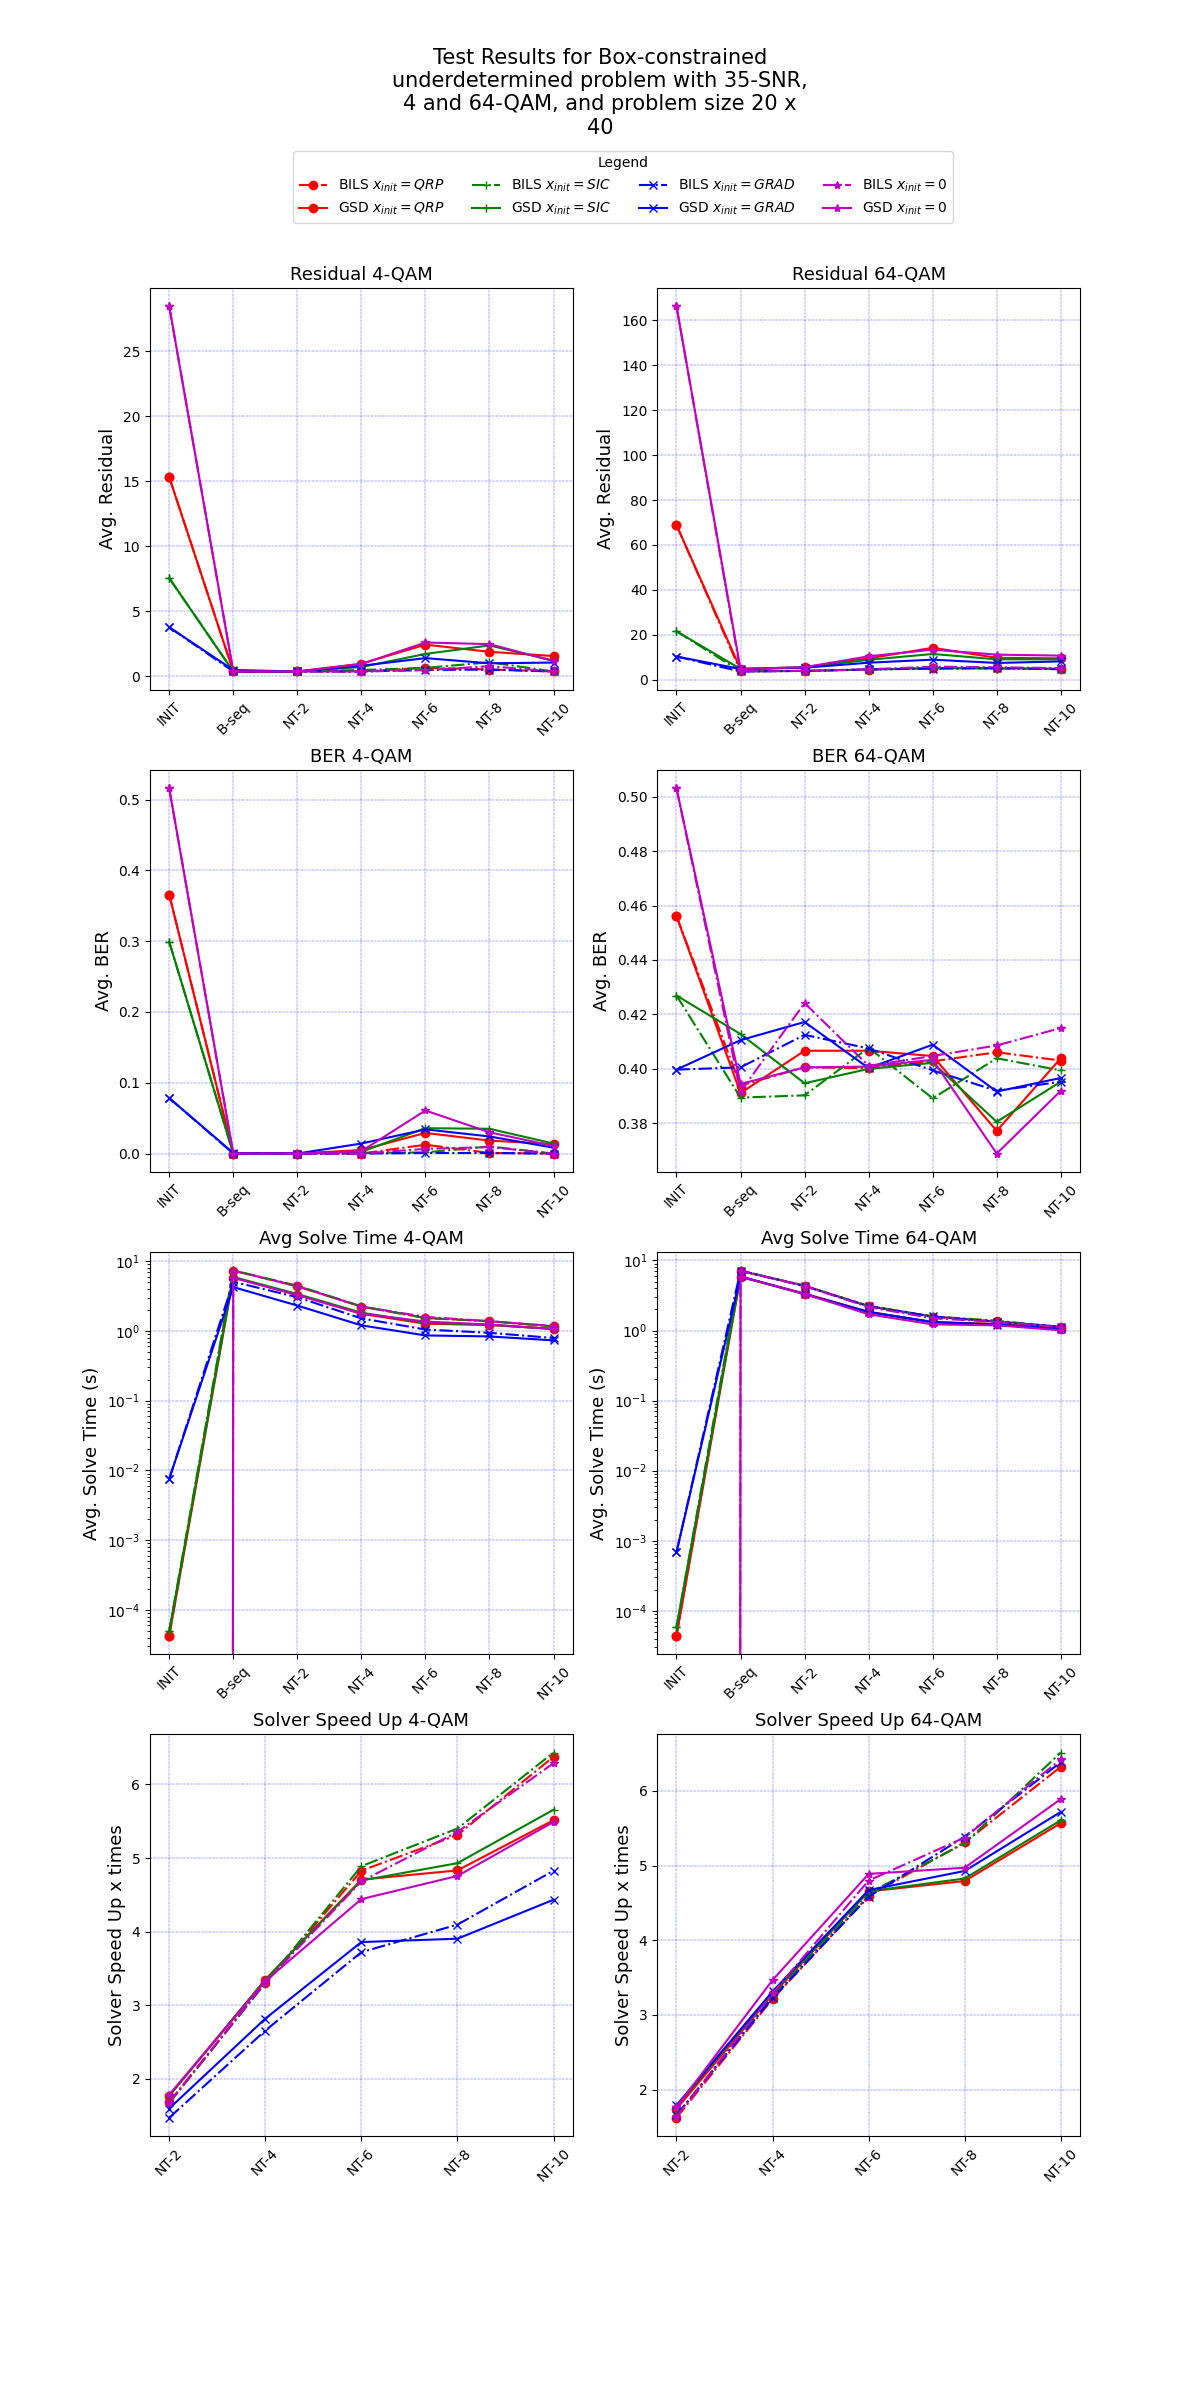 Test Results for Box-constrained
underdetermined problem with 35-SNR,
4 and 64-QAM, and problem size 20 x
40
Legend
BILS x_init = QRP BILS x_init = SIC BILS x_init = GRAD BILS x_init = 0
GSD x_init = QRP GSD x_init = SIC GSD x_init = GRAD GSD x_init = 0
Residual 4-QAM
Avg. Residual
25
20
15
10
5
0
INIT B-seq NT-2 NT-4 NT-6 NT-8 NT-10
Residual 64-QAM
Avg. Residual
160
140
120
100
80
60
40
20
0
INIT B-seq NT-2 NT-4 NT-6 NT-8 NT-10
BER 4-QAM
Avg. BER
0.5
0.4
0.3
0.2
0.1
0.0
INIT B-seq NT-2 NT-4 NT-6 NT-8 NT-10
BER 64-QAM
Avg. BER
0.50
0.48
0.46
0.44
0.42
0.40
0.38
INIT B-seq NT-2 NT-4 NT-6 NT-8 NT-10
Avg Solve Time 4-QAM
Avg. Solve Time (s)
10^1
10^0
10^−1
10^−2
10^−3
10^−4
INIT B-seq NT-2 NT-4 NT-6 NT-8 NT-10
Avg Solve Time 64-QAM
Avg. Solve Time (s)
10^1
10^0
10^−1
10^−2
10^−3
10^−4
INIT B-seq NT-2 NT-4 NT-6 NT-8 NT-10
Solver Speed Up 4-QAM
Solver Speed Up x times
6
5
4
3
2
NT-2 NT-4 NT-6 NT-8 NT-10
Solver Speed Up 64-QAM
Solver Speed Up x times
6
5
4
3
2
NT-2 NT-4 NT-6 NT-8 NT-10